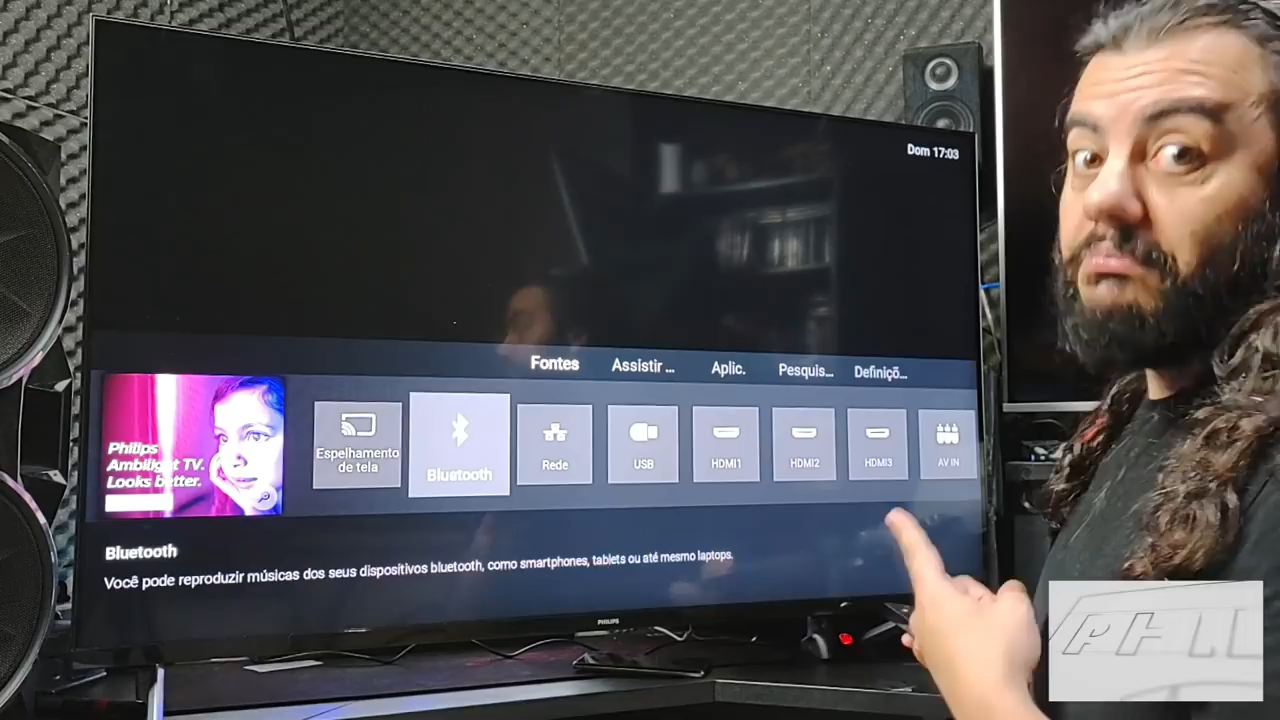 Dom 17:03
Fontes
Assistir ...
Aplic.
Pesquis...
Definiçõ...
Philips
Ambilight TV.
Looks better.
Espelhamento
de tela
Bluetooth
Rede
USB
HDMI1
HDMI2
HDMI3
AV IN
Bluetooth
Você pode reproduzir músicas dos seus dispositivos bluetooth, como smartphones, tablets ou até mesmo laptops.
PHILIPS
PHIL